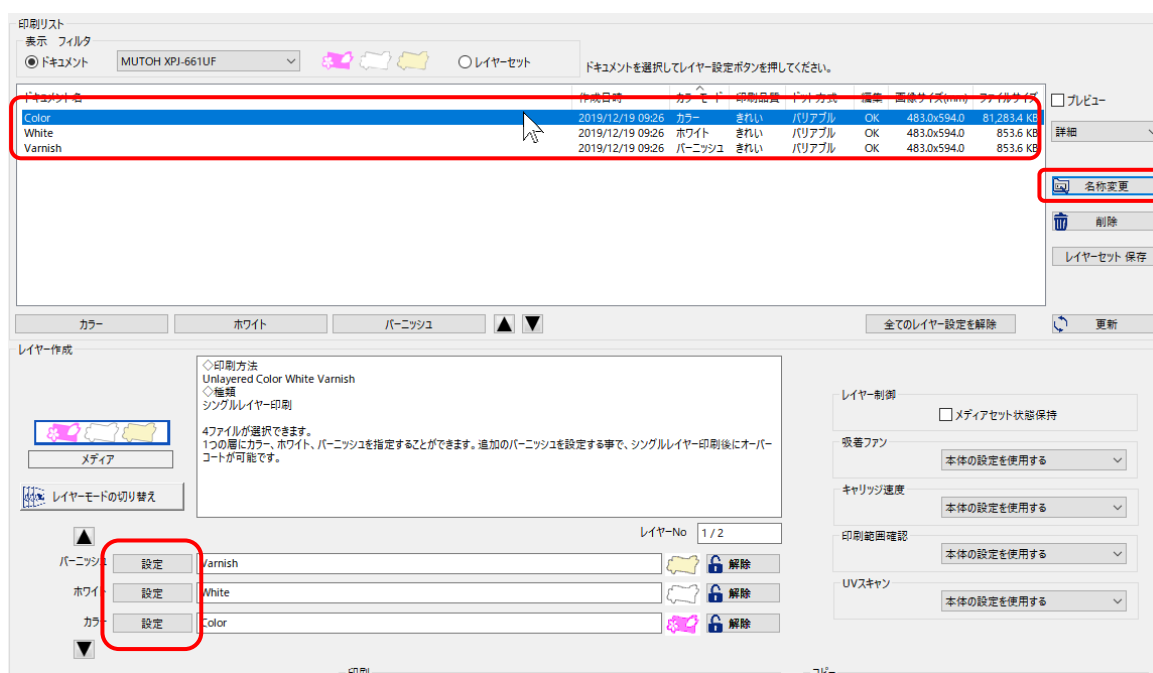 印刷リスト
表示 フィルタ
ドキュメント MUTOH XPJ-661UF レイヤーセット ドキュメントを選択してレイヤー設定ボタンを押してください。
ドキュメント名 作成日時 カラーモード 印刷品質 ドット方式 編集 画像サイズ(mm) ファイルサイズ
プレビュー
Color 2019/12/19 09:26 カラー きれい バリアブル OK 483.0x594.0 81,283.4 KB
White 2019/12/19 09:26 ホワイト きれい バリアブル OK 483.0x594.0 853.6 KB
詳細
Varnish 2019/12/19 09:26 バーニッシュ きれい バリアブル OK 483.0x594.0 853.6 KB
名称変更
削除
レイヤーセット 保存
カラー ホワイト バーニッシュ 全てのレイヤー設定を解除 更新
レイヤー作成
◇印刷方法
Unlayered Color White Varnish
◇種類
シングルレイヤー印刷
4ファイルが選択できます。
1つの層にカラー、ホワイト、バーニッシュを指定することができます。追加のバーニッシュを設定する事で、シングルレイヤー印刷後にオーバー
コートが可能です。
メディア
レイヤーモードの切り替え
レイヤー制御
メディアセット状態保持
吸着ファン
本体の設定を使用する
キャリッジ速度
本体の設定を使用する
印刷範囲確認
本体の設定を使用する
UVスキャン
本体の設定を使用する
レイヤーNo 1 / 2
バーニッシュ 設定 Varnish 解除
ホワイト 設定 White 解除
カラー 設定 Color 解除
印刷 コピー